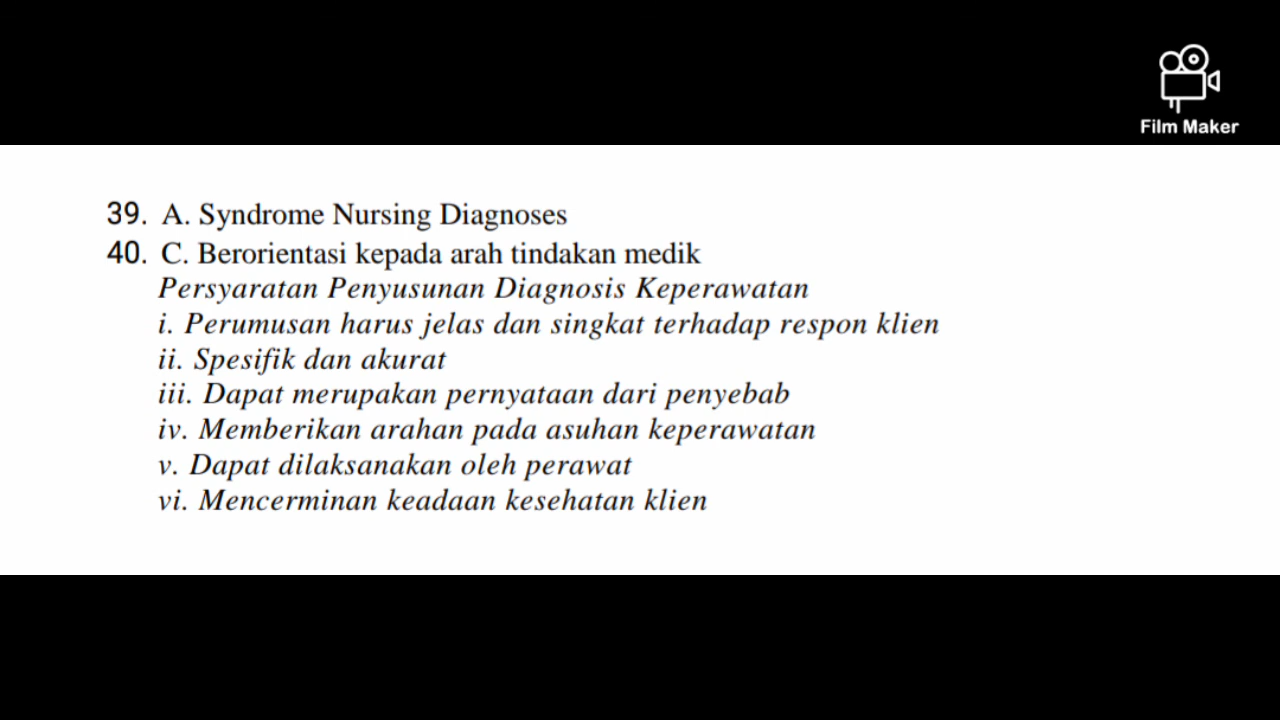 Film Maker
39. A. Syndrome Nursing Diagnoses
40. C. Berorientasi kepada arah tindakan medik
Persyaratan Penyusunan Diagnosis Keperawatan
i. Perumusan harus jelas dan singkat terhadap respon klien
ii. Spesifik dan akurat
iii. Dapat merupakan pernyataan dari penyebab
iv. Memberikan arahan pada asuhan keperawatan
v. Dapat dilaksanakan oleh perawat
vi. Mencerminan keadaan kesehatan klien